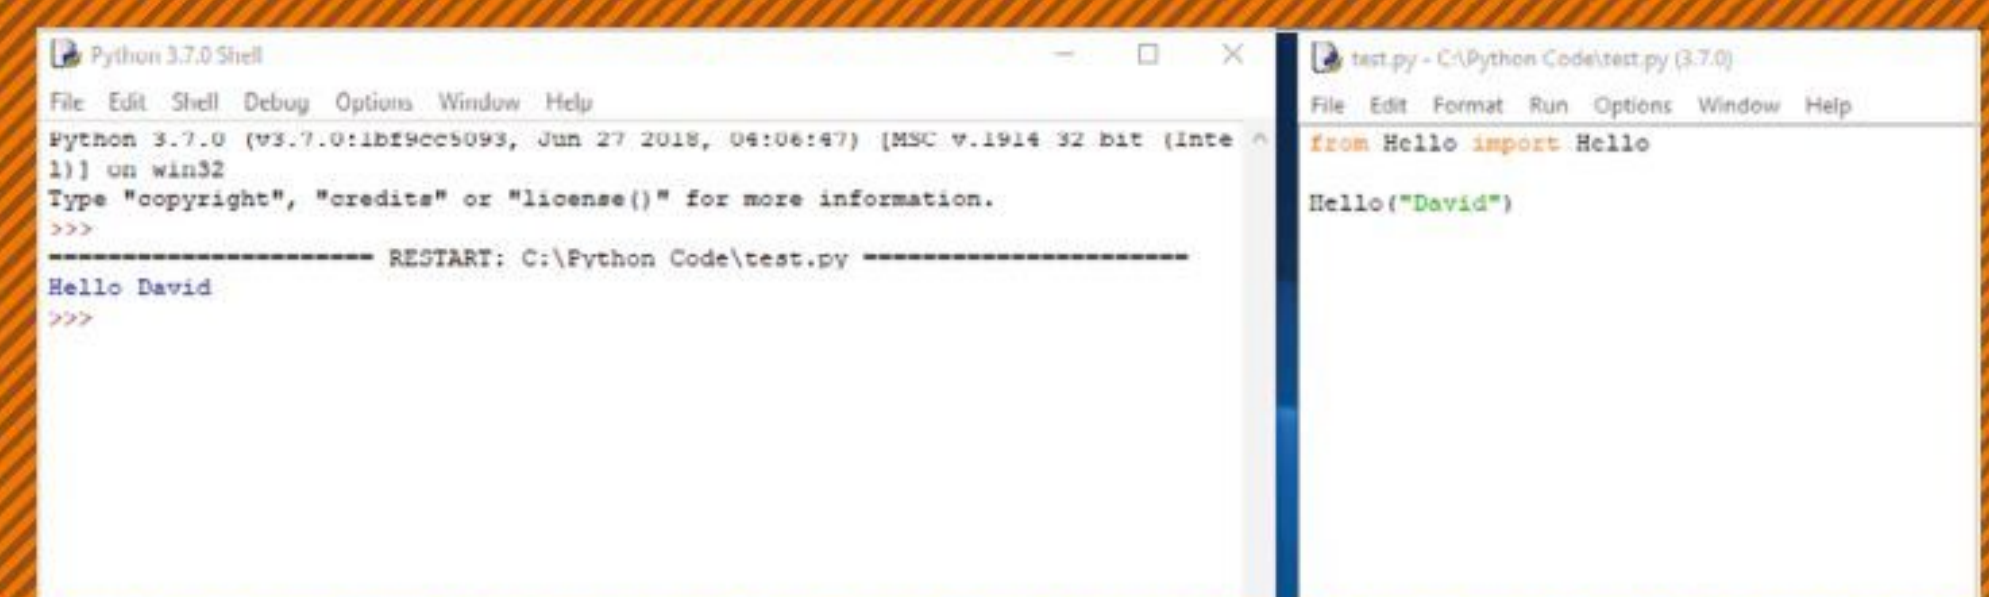 Python 3.7.0 Shell
File Edit Shell Debug Options Window Help
Python 3.7.0 (v3.7.0:1bf9cc5093, Jun 27 2018, 04:06:47) [MSC v.1914 32 bit (Inte
l)] on win32
Type "copyright", "credits" or "license()" for more information.
>>>
====================== RESTART: C:\Python Code\test.py ======================
Hello David
>>>
test.py - C:\Python Code\test.py (3.7.0)
File Edit Format Run Options Window Help
from Hello import Hello
Hello("David")